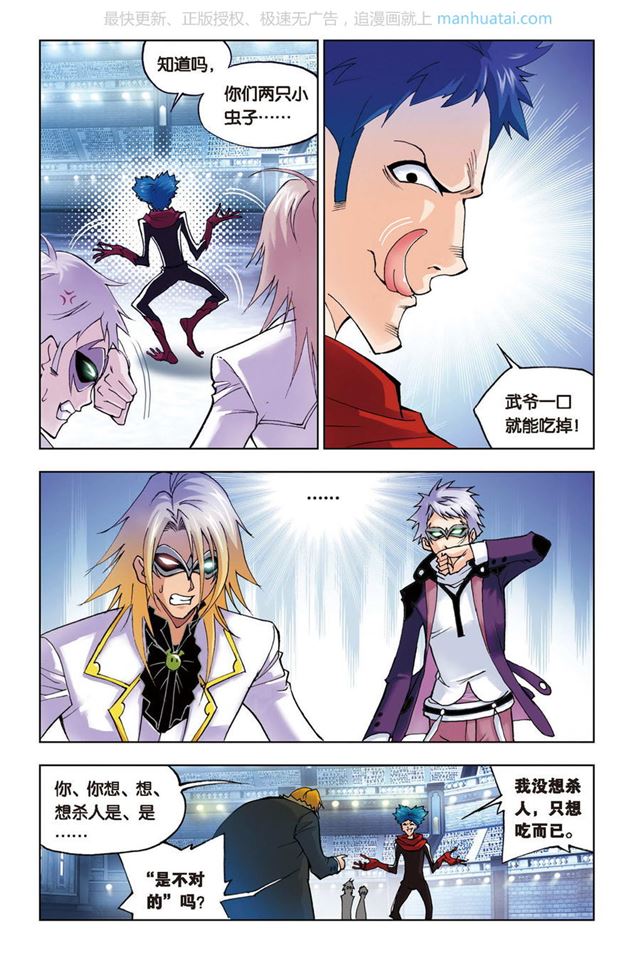 最快更新、正版授权、极速无广告，追漫画就上 manhuatai.com
知道吗，
你们两只小
虫子……
武爷一口
就能吃掉！
……
你、你想、想、
想杀人是、是
……
“是不对
的”吗？
我没想杀
人，只想
吃而已。